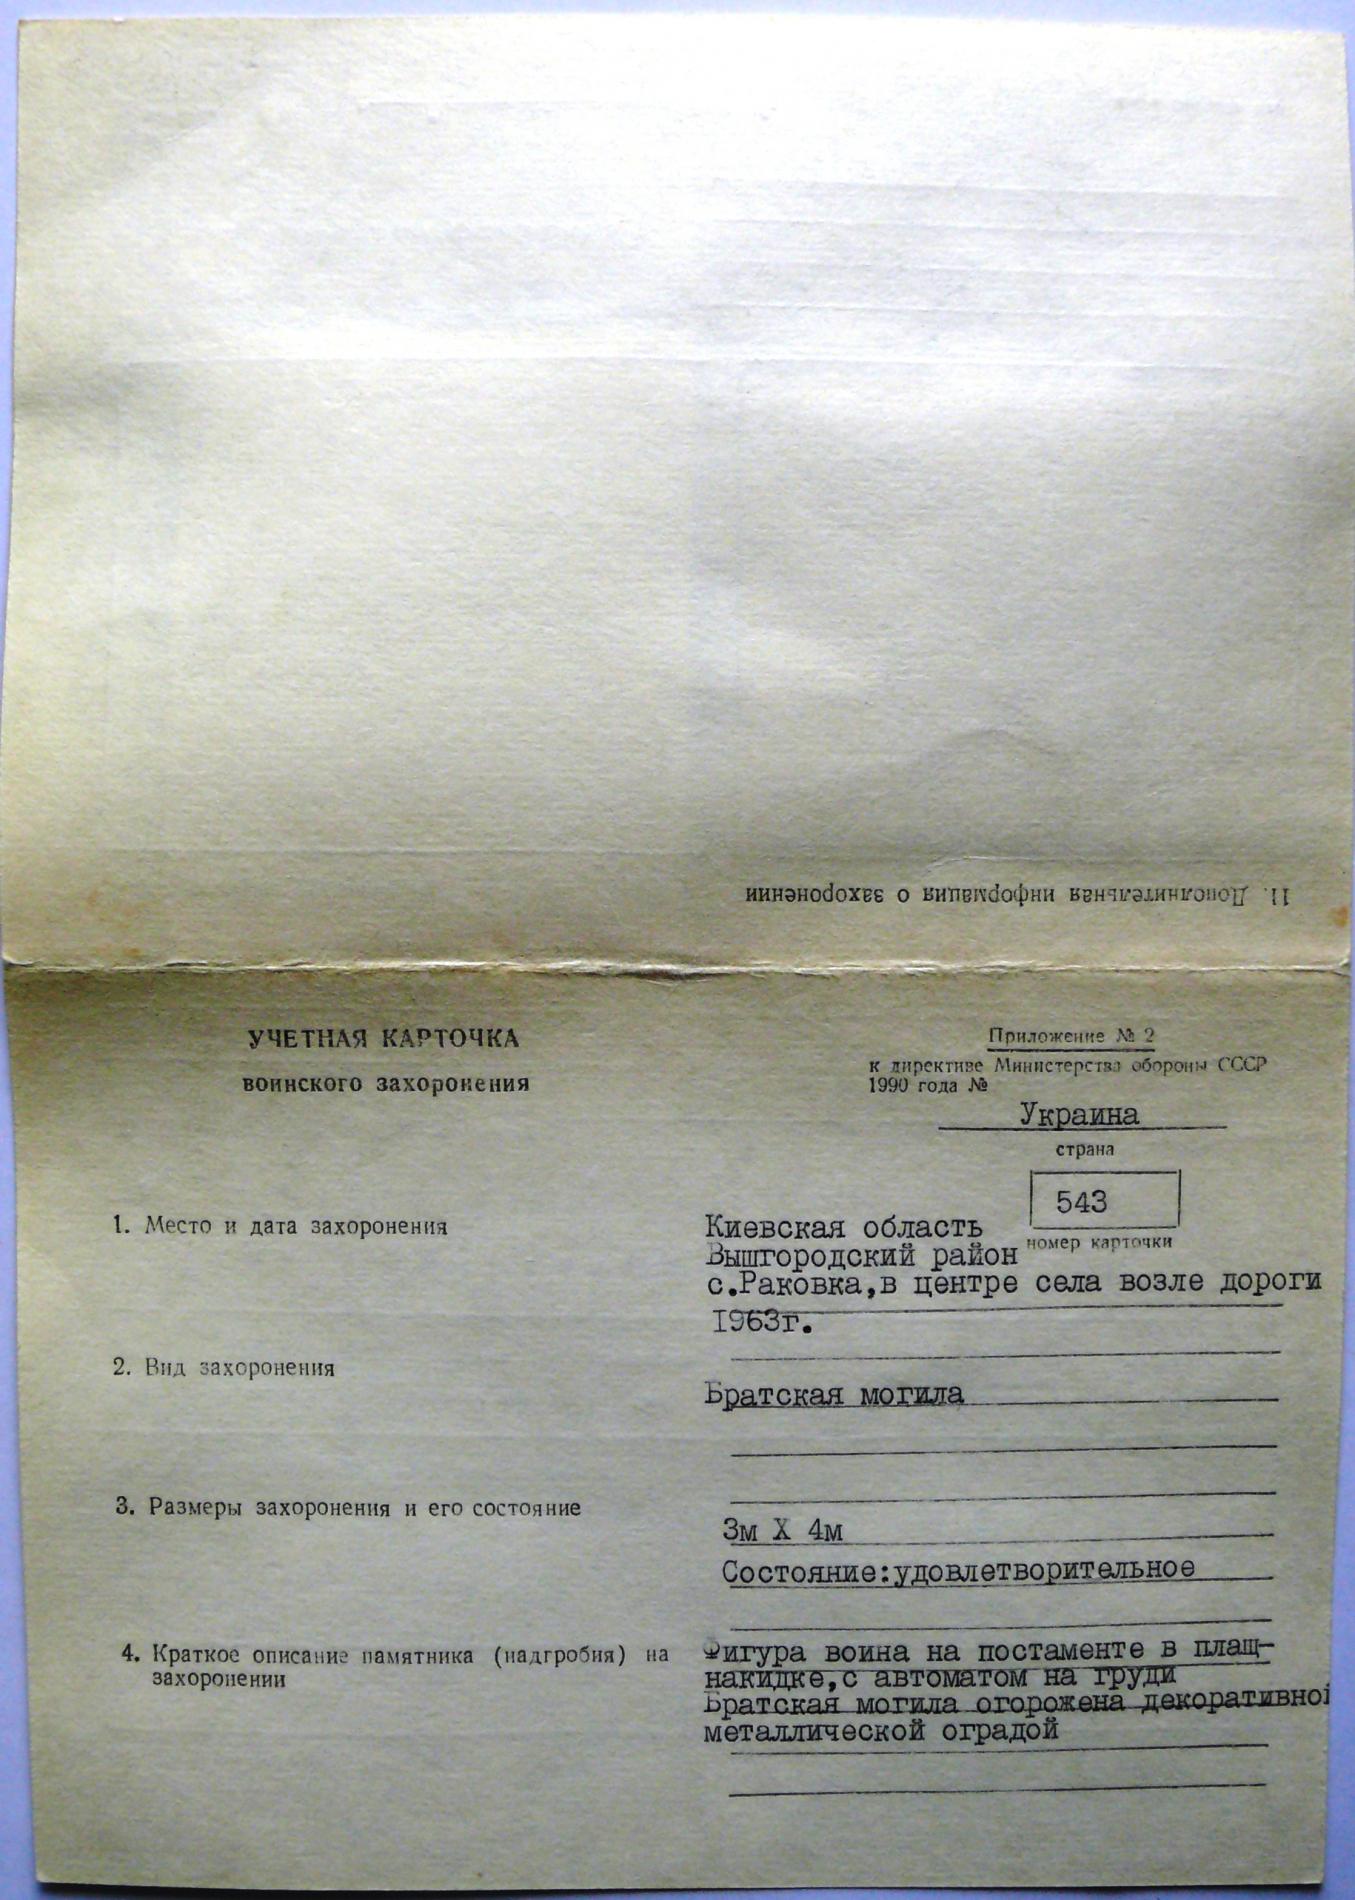 11. Дополнительная информация о захоронении
УЧЕТНАЯ КАРТОЧКА
воинского захоронения
Приложение № 2
к директиве Министерства обороны СССР
1990 года №
Украина
страна
543
номер карточки
1. Место и дата захоронения
Киевская область
Вышгородский район
с.Раковка,в центре села возле дороги
1963г.
2. Вид захоронения
Братская могила
3. Размеры захоронения и его состояние
3м X 4м
Состояние:удовлетворительное
4. Краткое описание памятника (надгробия) на
захоронении
Фигура воина на постаменте в плащ-
накидке,с автоматом на груди
Братская могила огорожена декоративной
металлической оградой